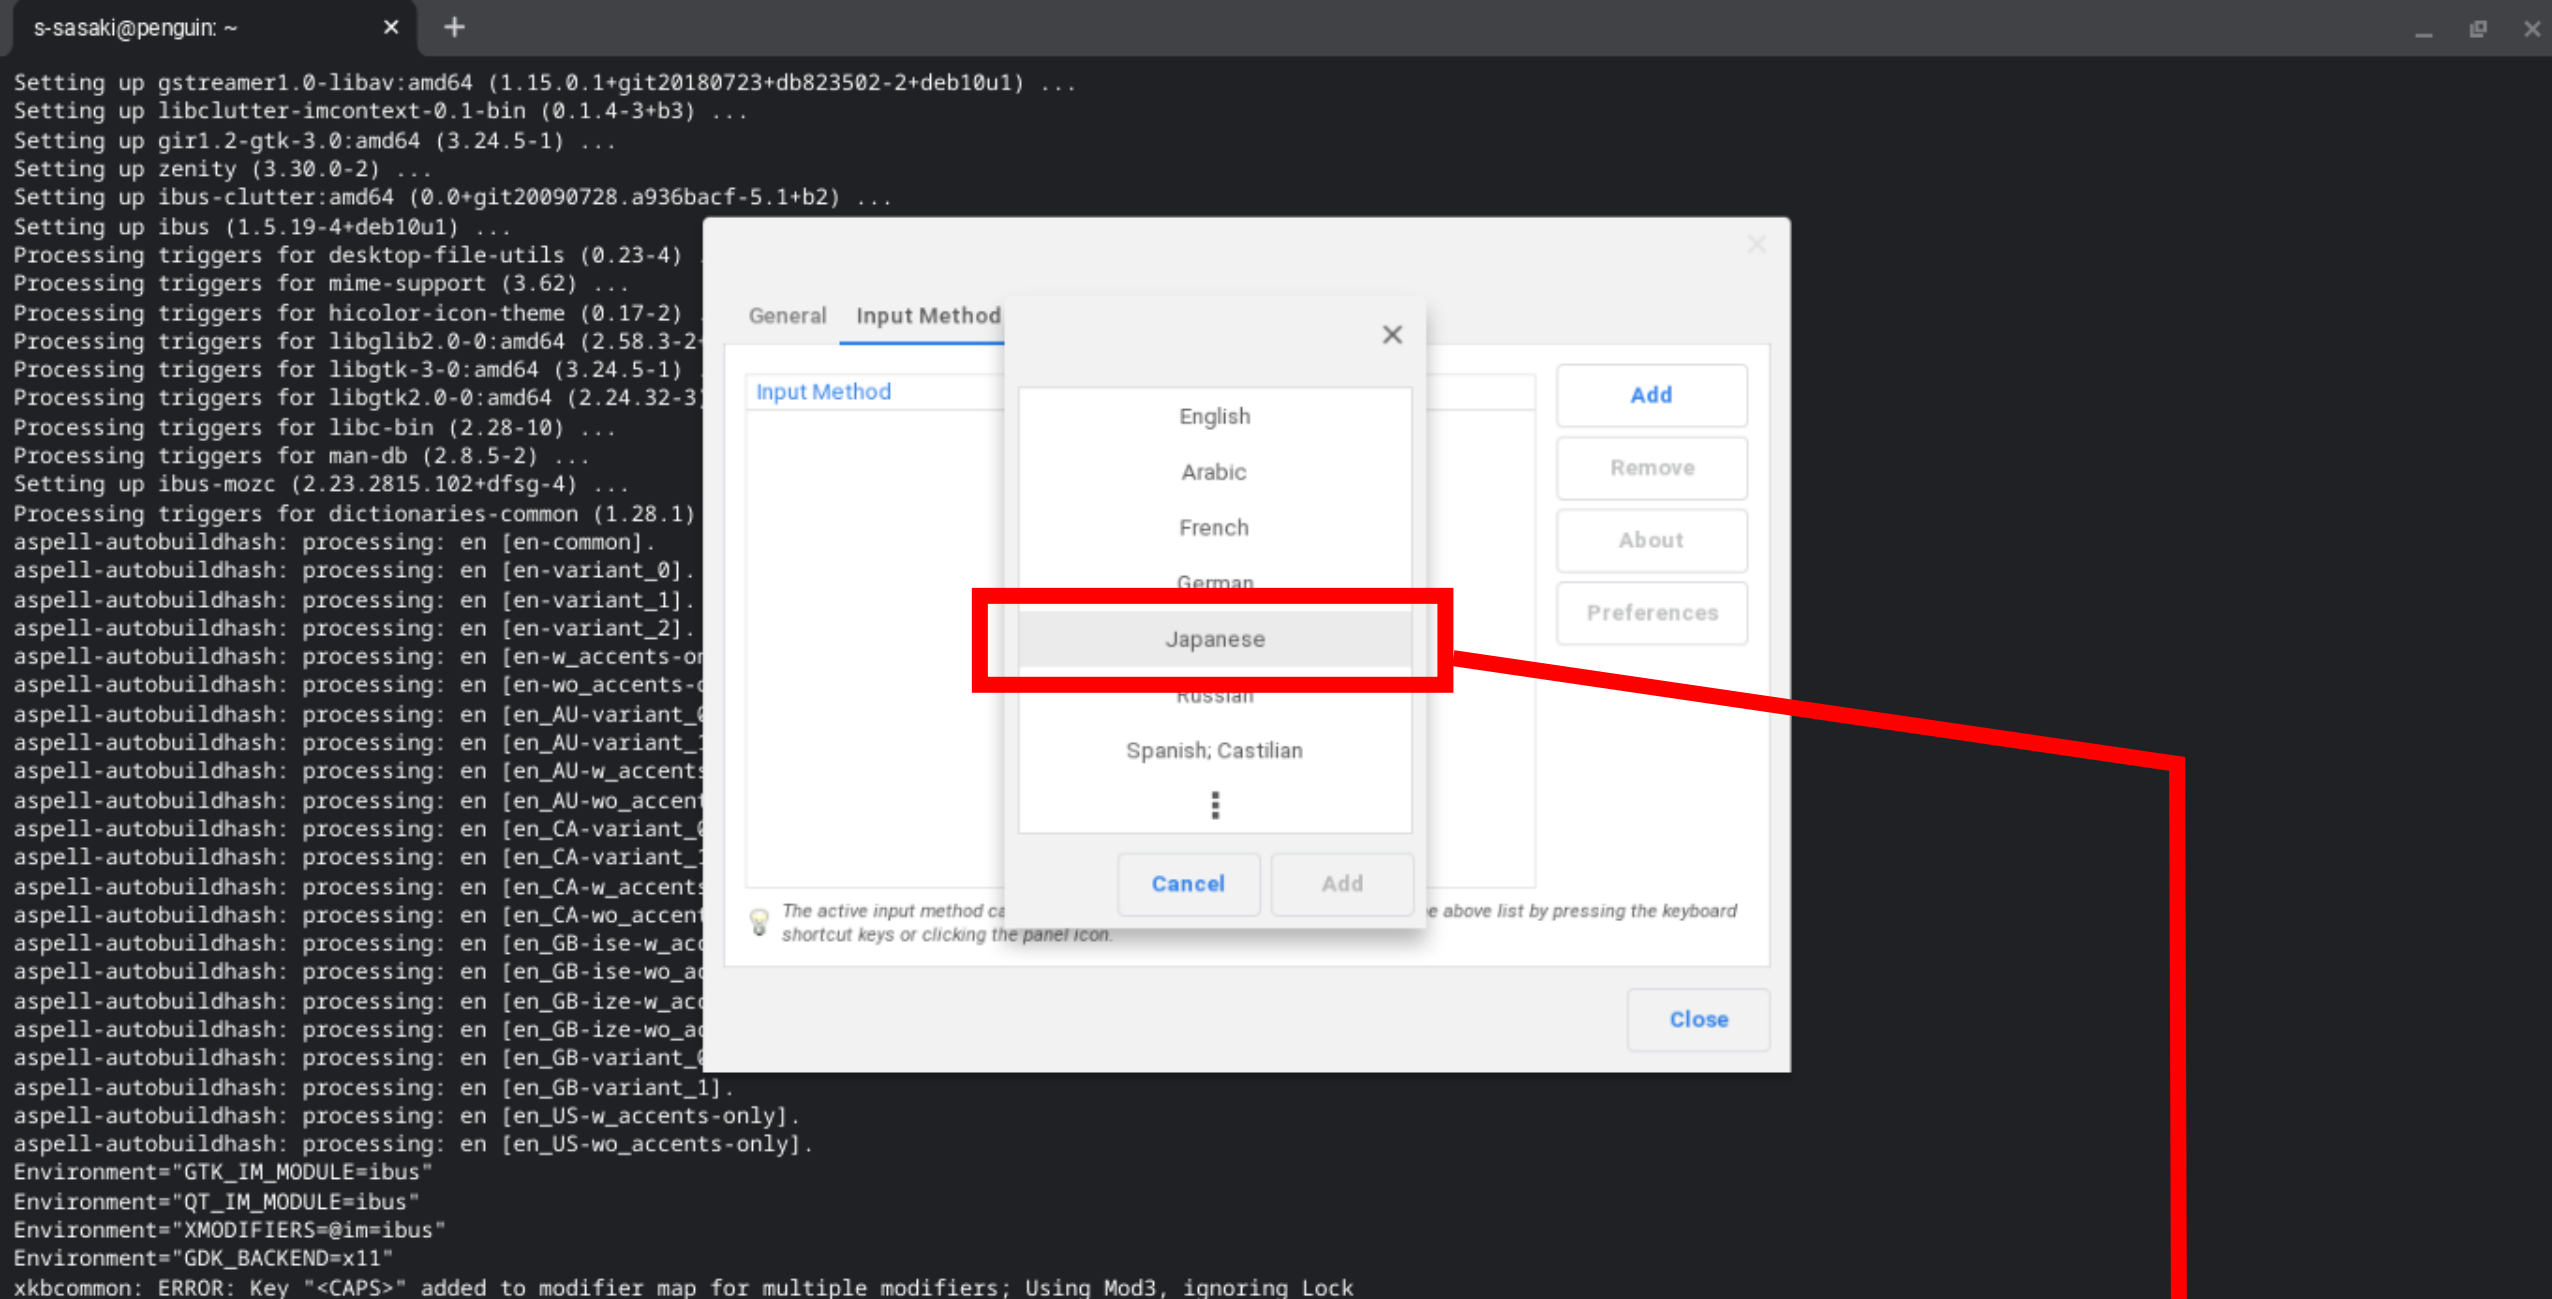 s-sasaki@penguin: ~
Setting up gstreamer1.0-libav:amd64 (1.15.0.1+git20180723+db823502-2+deb10u1) ...
Setting up libclutter-imcontext-0.1-bin (0.1.4-3+b3) ...
Setting up gir1.2-gtk-3.0:amd64 (3.24.5-1) ...
Setting up zenity (3.30.0-2) ...
Setting up ibus-clutter:amd64 (0.0+git20090728.a936bacf-5.1+b2) ...
Setting up ibus (1.5.19-4+deb10u1) ...
Processing triggers for desktop-file-utils (0.23-4) .
Processing triggers for mime-support (3.62) ...
Processing triggers for hicolor-icon-theme (0.17-2) .
Processing triggers for libglib2.0-0:amd64 (2.58.3-2+
Processing triggers for libgtk-3-0:amd64 (3.24.5-1) .
Processing triggers for libgtk2.0-0:amd64 (2.24.32-3)
Processing triggers for libc-bin (2.28-10) ...
Processing triggers for man-db (2.8.5-2) ...
Setting up ibus-mozc (2.23.2815.102+dfsg-4) ...
Processing triggers for dictionaries-common (1.28.1)
aspell-autobuildhash: processing: en [en-common].
aspell-autobuildhash: processing: en [en-variant_0].
aspell-autobuildhash: processing: en [en-variant_1].
aspell-autobuildhash: processing: en [en-variant_2].
aspell-autobuildhash: processing: en [en-w_accents-on
aspell-autobuildhash: processing: en [en-wo_accents-o
aspell-autobuildhash: processing: en [en_AU-variant_0
aspell-autobuildhash: processing: en [en_AU-variant_1
aspell-autobuildhash: processing: en [en_AU-w_accents
aspell-autobuildhash: processing: en [en_AU-wo_accent
aspell-autobuildhash: processing: en [en_CA-variant_0
aspell-autobuildhash: processing: en [en_CA-variant_1
aspell-autobuildhash: processing: en [en_CA-w_accents
aspell-autobuildhash: processing: en [en_CA-wo_accent
aspell-autobuildhash: processing: en [en_GB-ise-w_acc
aspell-autobuildhash: processing: en [en_GB-ise-wo_ac
aspell-autobuildhash: processing: en [en_GB-ize-w_acc
aspell-autobuildhash: processing: en [en_GB-ize-wo_ac
aspell-autobuildhash: processing: en [en_GB-variant_0
aspell-autobuildhash: processing: en [en_GB-variant_1].
aspell-autobuildhash: processing: en [en_US-w_accents-only].
aspell-autobuildhash: processing: en [en_US-wo_accents-only].
Environment="GTK_IM_MODULE=ibus"
Environment="QT_IM_MODULE=ibus"
Environment="XMODIFIERS=@im=ibus"
Environment="GDK_BACKEND=x11"
xkbcommon: ERROR: Key "<CAPS>" added to modifier map for multiple modifiers; Using Mod3, ignoring Lock
General
Input Method
Input Method
Add
Remove
About
Preferences
The active input method ca
e above list by pressing the keyboard
shortcut keys or clicking the panel icon.
Close
English
Arabic
French
German
Japanese
Russian
Spanish; Castilian
Cancel
Add